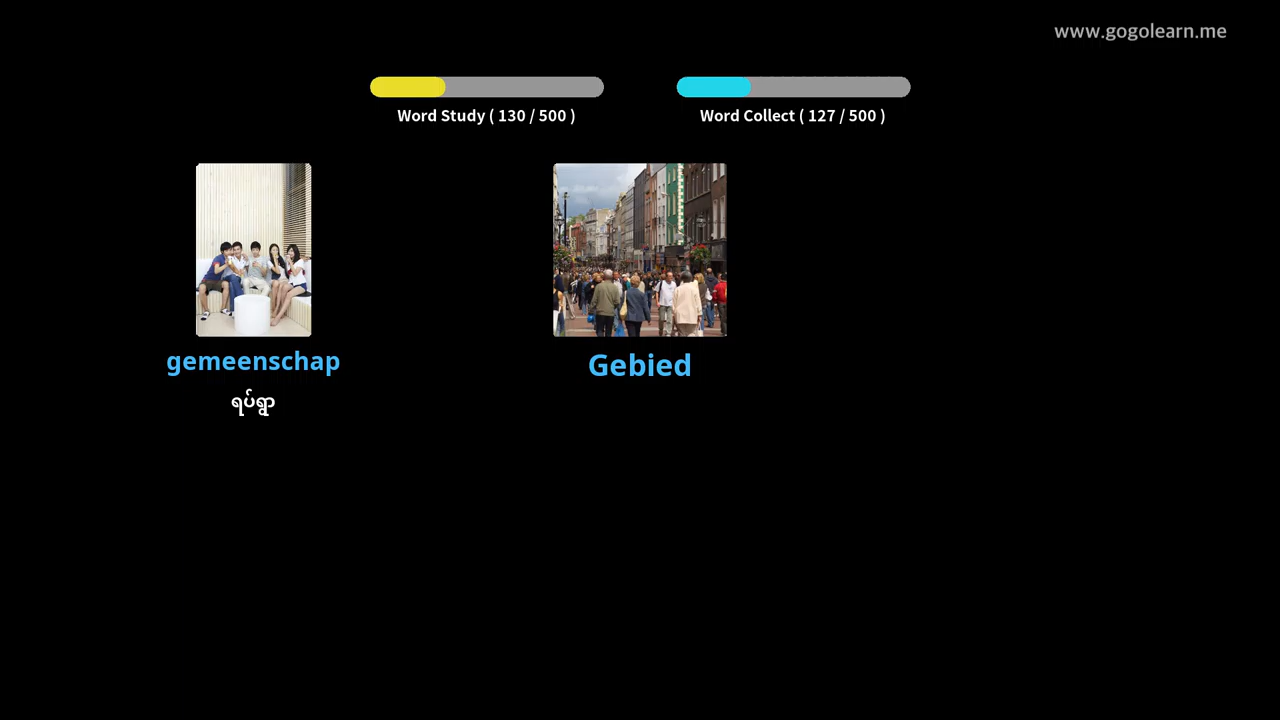 www.gogolearn.me
Word Study ( 130 / 500 )
Word Collect ( 127 / 500 )
gemeenschap
ရပ်ရွာ
Gebied